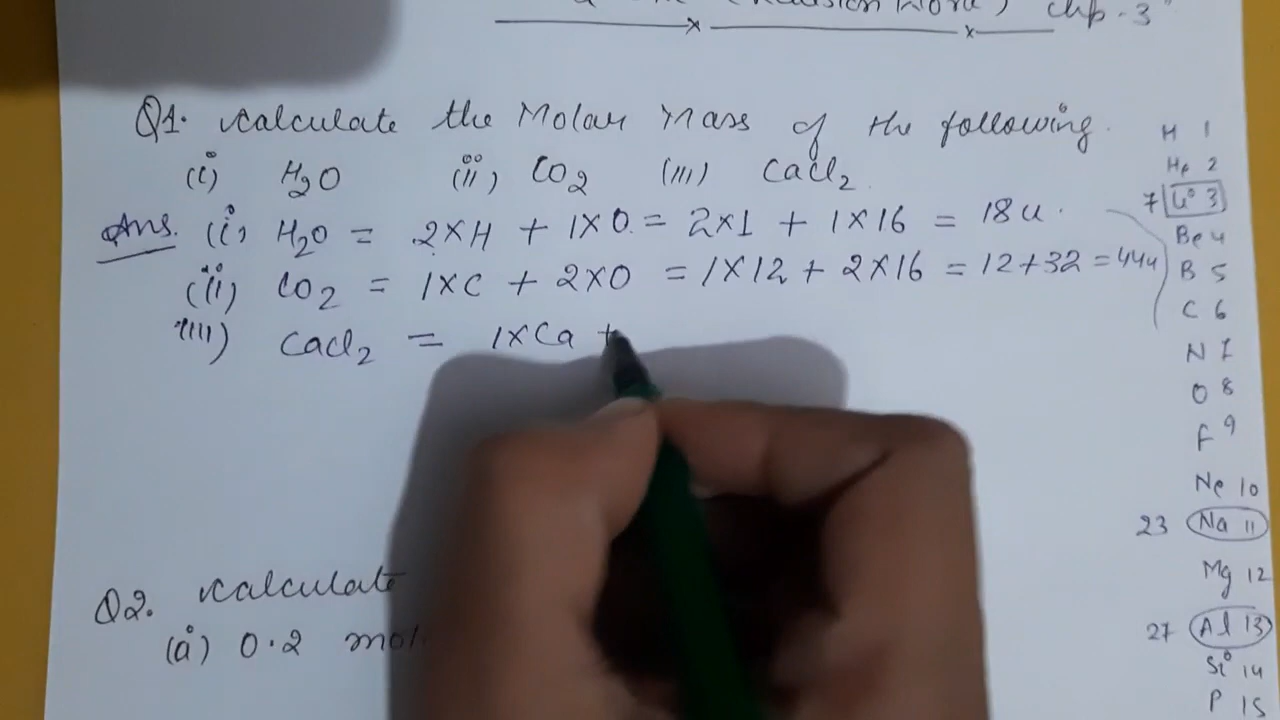 Chp. 3
Q1. Calculate the Molar Mass of the following.
(i) H2O (ii) CO2 (iii) CaCl2.
Ans. (i) H2O = 2×H + 1×O = 2×1 + 1×16 = 18u.
(ii) CO2 = 1×C + 2×O = 1×12 + 2×16 = 12+32 = 44u
(iii) CaCl2 = 1×Ca +
Q2. Calculate
(a) 0.2 mol
H 1
He 2
7 Li 3
Be 4
B 5
C 6
N 7
O 8
F 9
Ne 10
23 Na 11
Mg 12
27 Al 13
Si 14
P 15